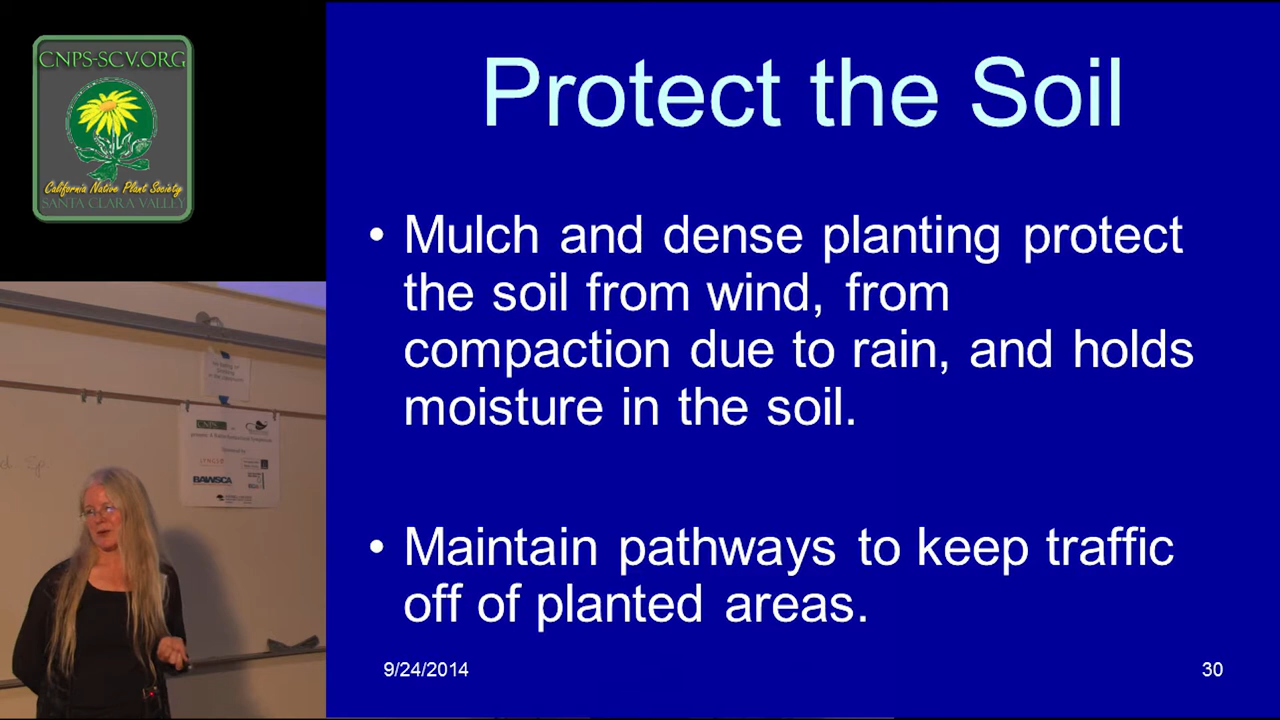 CNPS-SCV.ORG
California Native Plant Society
SANTA CLARA VALLEY
Protect the Soil
• Mulch and dense planting protect
the soil from wind, from
compaction due to rain, and holds
moisture in the soil.
• Maintain pathways to keep traffic
off of planted areas.
9/24/2014
30
CNPS
BAWSCA